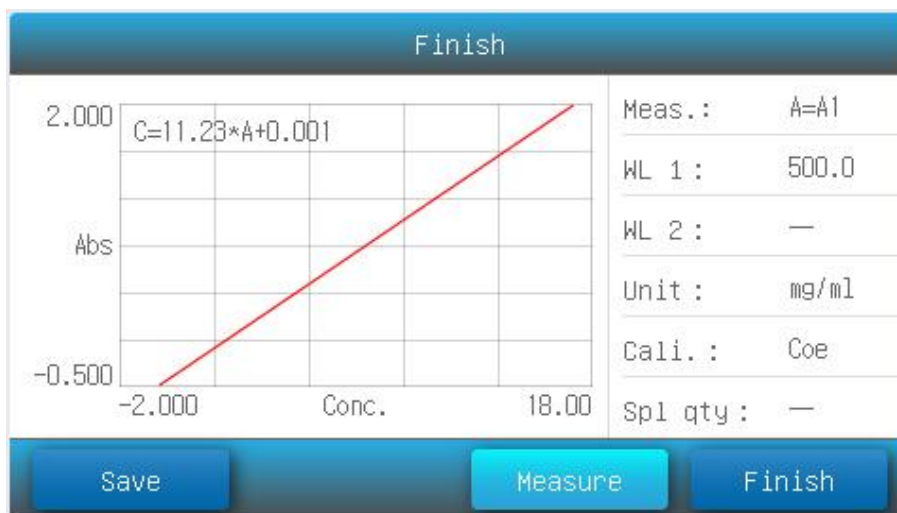 Finish
2.000
C=11.23*A+0.001
Abs
-0.500
-2.000 Conc. 18.00
Meas.: A=A1
WL 1: 500.0
WL 2: —
Unit: mg/ml
Cali.: Coe
Spl qty: —
Save Measure Finish